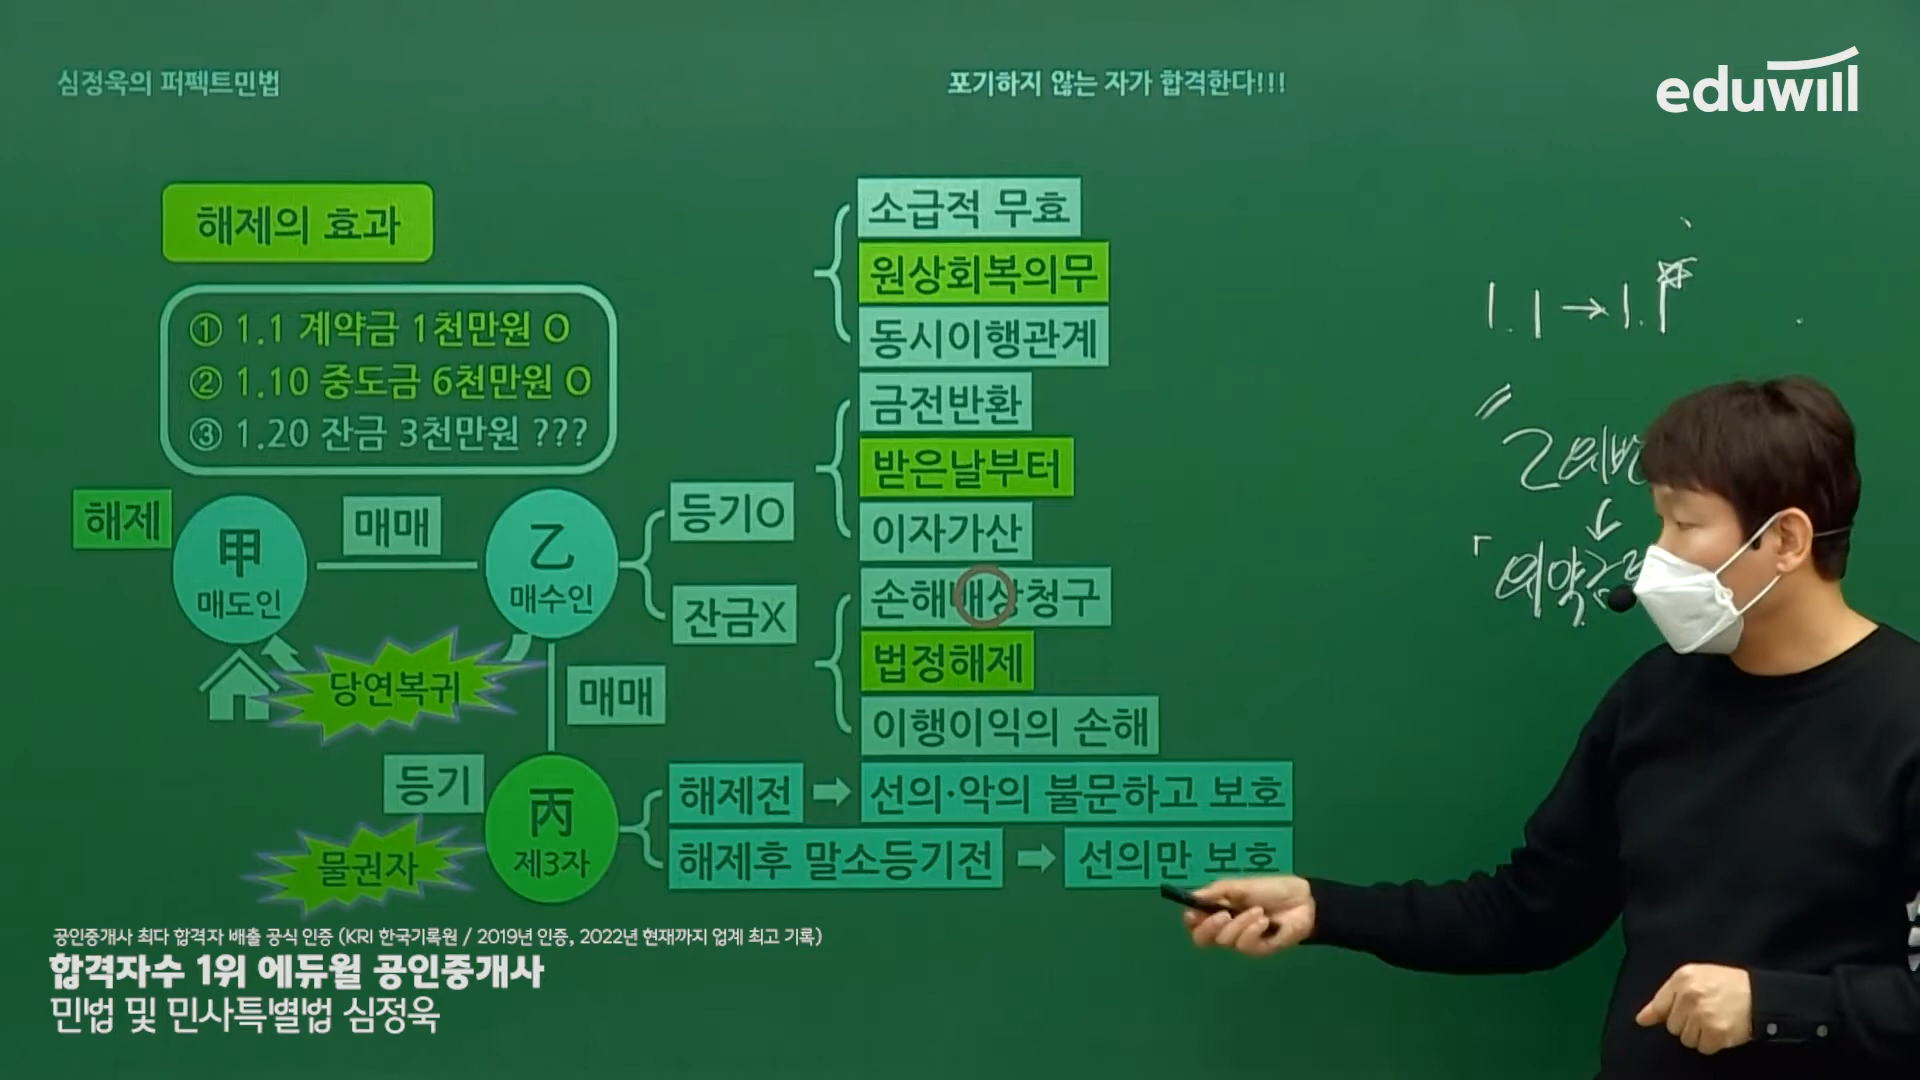 심정욱의 퍼펙트민법
포기하지 않는 자가 합격한다!!!
eduwill
해제의 효과
① 1.1 계약금 1천만원 O
② 1.10 중도금 6천만원 O
③ 1.20 잔금 3천만원 ???
해제
甲
매도인
매매
乙
매수인
등기O
잔금X
당연복귀
매매
등기
丙
제3자
물권자
소급적 무효
원상회복의무
동시이행관계
금전반환
받은날부터
이자가산
손해배상청구
법정해제
이행이익의 손해
해제전
선의·악의 불문하고 보호
해제후 말소등기전
선의만 보호
1.1→1.1
공인중개사 최다 합격자 배출 공식 인증 (KRI 한국기록원 / 2019년 인증, 2022년 현재까지 업계 최고 기록)
합격자수 1위 에듀윌 공인중개사
민법 및 민사특별법 심정욱